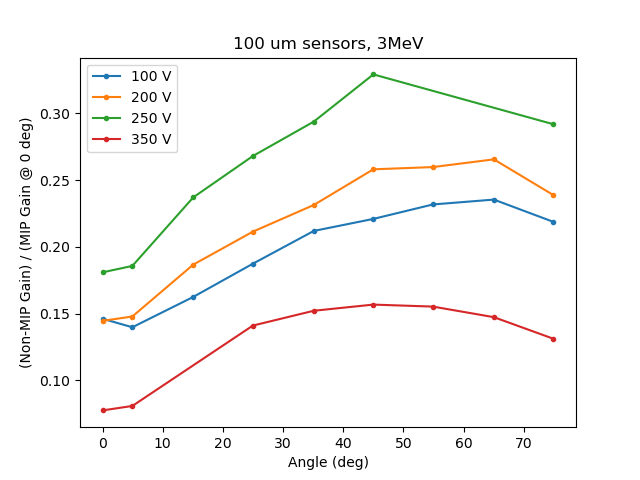 100 um sensors, 3MeV
100 V
200 V
250 V
350 V
(Non-MIP Gain) / (MIP Gain @ 0 deg)
0.30
0.25
0.20
0.15
0.10
0 10 20 30 40 50 60 70
Angle (deg)